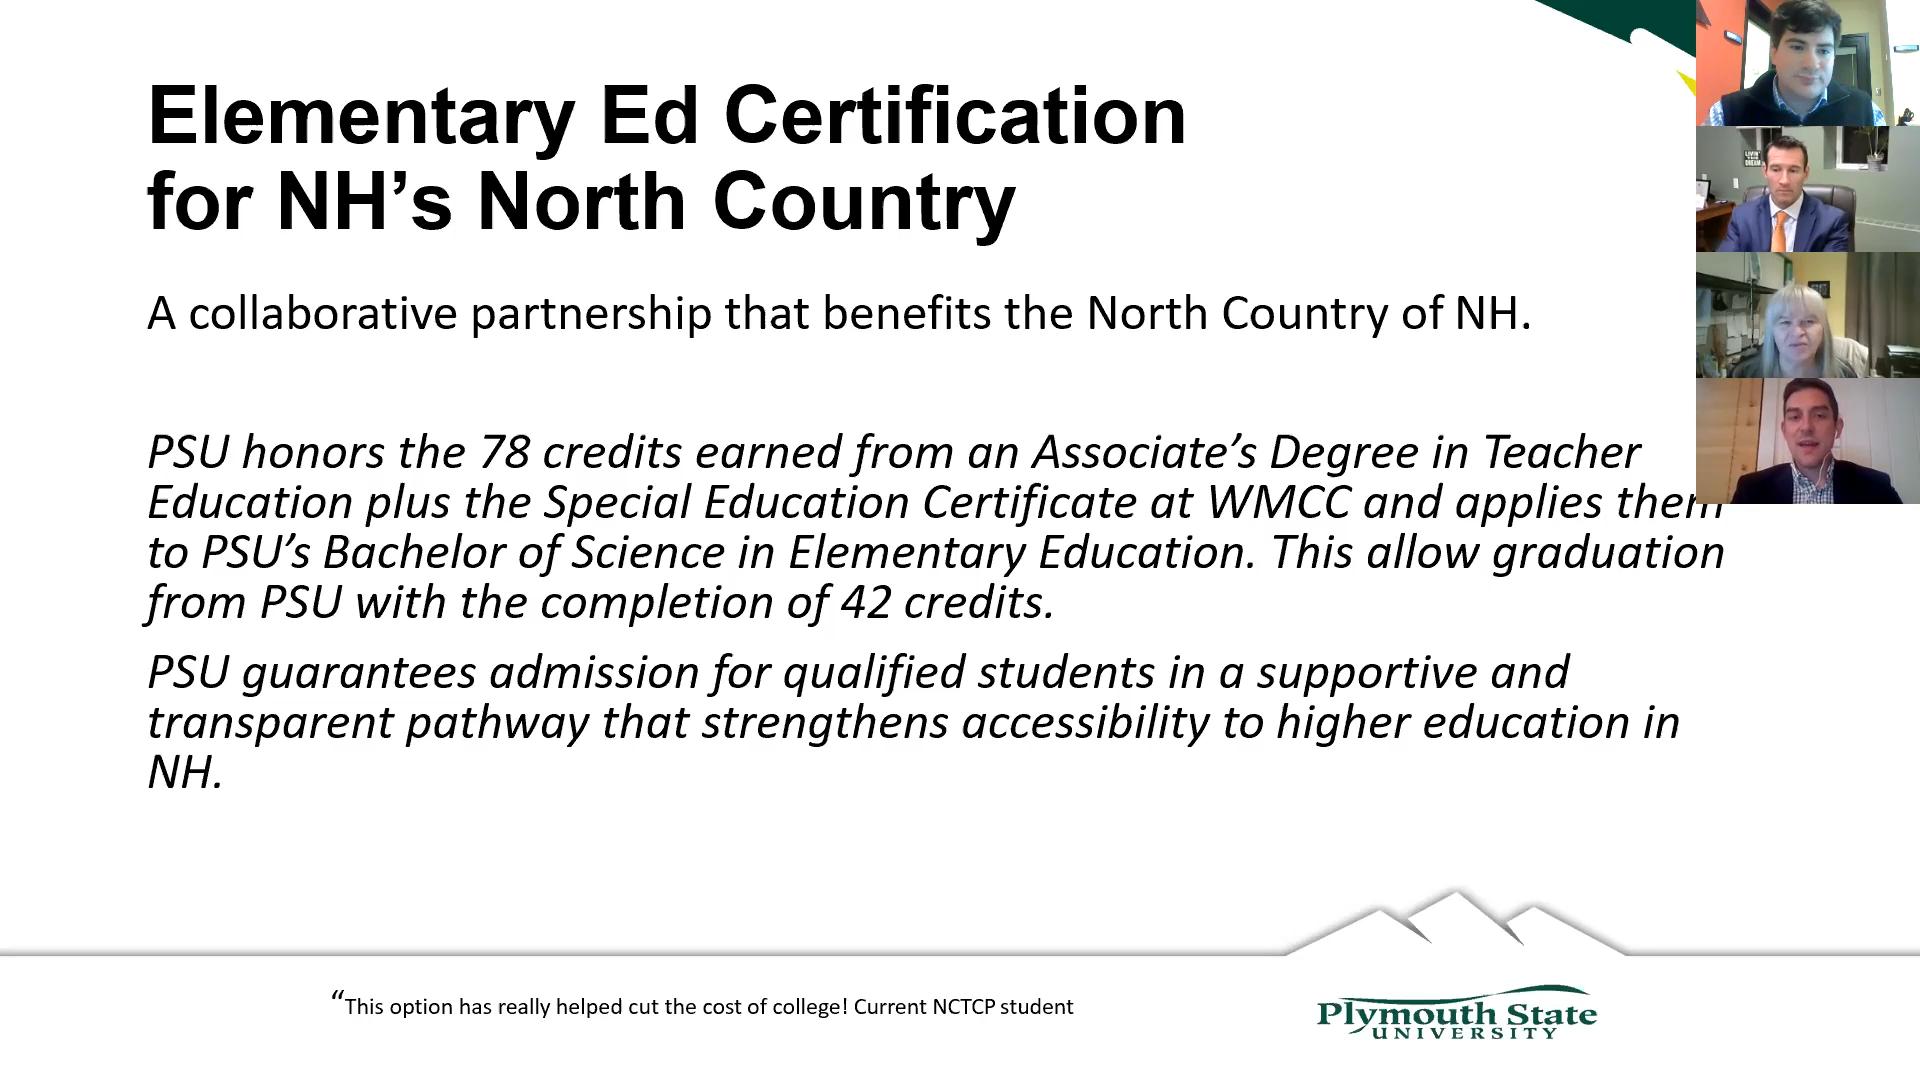 Elementary Ed Certification
for NH’s North Country
A collaborative partnership that benefits the North Country of NH.
PSU honors the 78 credits earned from an Associate’s Degree in Teacher
Education plus the Special Education Certificate at WMCC and applies them
to PSU’s Bachelor of Science in Elementary Education. This allow graduation
from PSU with the completion of 42 credits.
PSU guarantees admission for qualified students in a supportive and
transparent pathway that strengthens accessibility to higher education in
NH.
“This option has really helped cut the cost of college! Current NCTCP student
Plymouth State
UNIVERSITY
LIVIN'
THE
DREAM